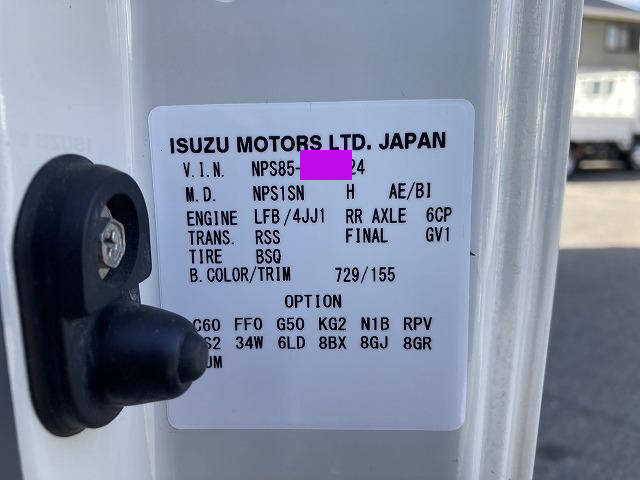 ISUZU MOTORS LTD. JAPAN
V.I.N. NPS85- 24
M.D. NPS1SN H AE/BI
ENGINE LFB/4JJ1 RR AXLE 6CP
TRANS. RSS FINAL GV1
TIRE BSQ
B.COLOR/TRIM 729/155
OPTION
C60 FF0 G50 KG2 N1B RPV
34W 6LD 8BX 8GJ 8GR